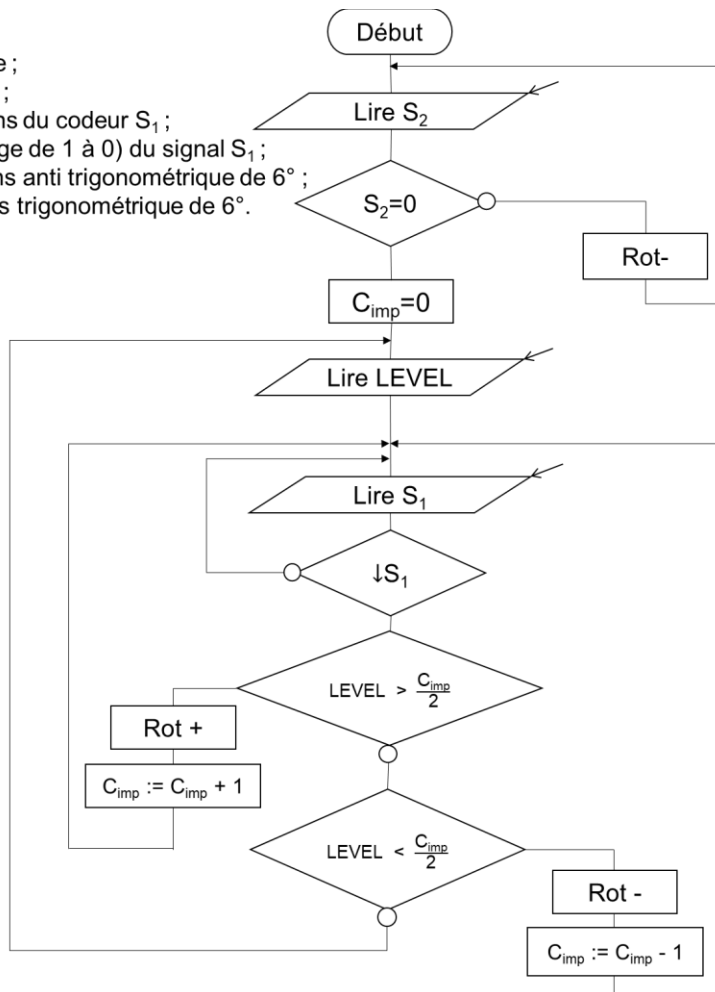 Début
e ;
;
ns du codeur S₁ ;
ge de 1 à 0) du signal S₁ ;
ns anti trigonométrique de 6° ;
s trigonométrique de 6°.
Lire S₂
S₂=0
Rot-
C_imp=0
Lire LEVEL
Lire S₁
↓S₁
LEVEL > C_imp/2
Rot +
C_imp := C_imp + 1
LEVEL < C_imp/2
Rot -
C_imp := C_imp - 1